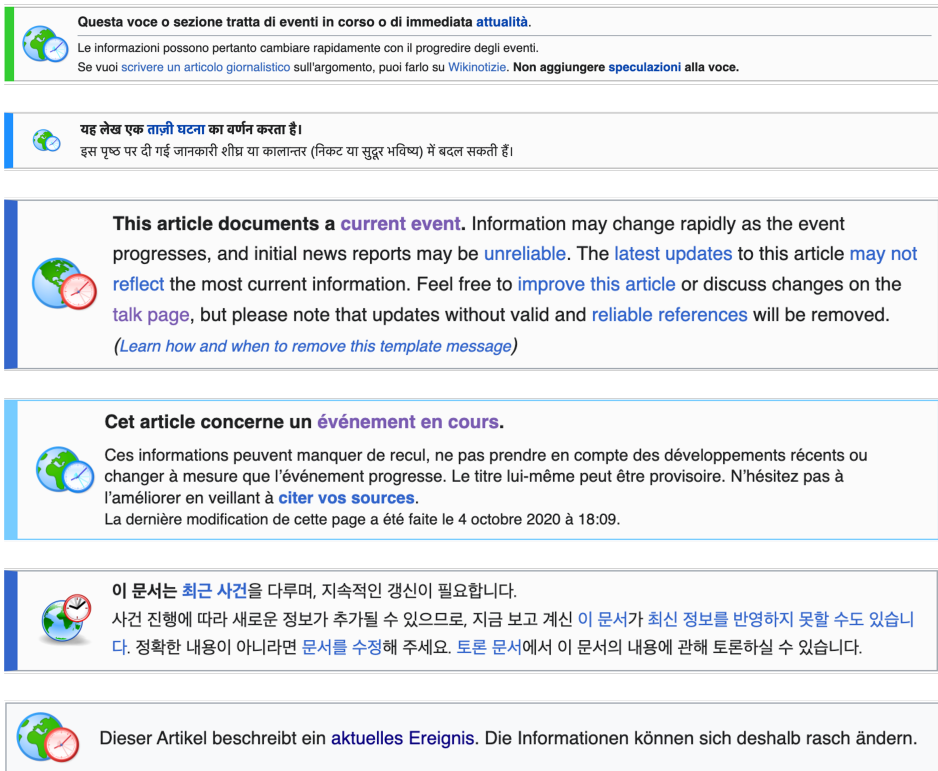 Questa voce o sezione tratta di eventi in corso o di immediata attualità.
Le informazioni possono pertanto cambiare rapidamente con il progredire degli eventi.
Se vuoi scrivere un articolo giornalistico sull'argomento, puoi farlo su Wikinotizie. Non aggiungere speculazioni alla voce.
यह लेख एक ताज़ी घटना का वर्णन करता है।
इस पृष्ठ पर दी गई जानकारी शीघ्र या कालान्तर (निकट या सुदूर भविष्य) में बदल सकती हैं।
This article documents a current event. Information may change rapidly as the event
progresses, and initial news reports may be unreliable. The latest updates to this article may not
reflect the most current information. Feel free to improve this article or discuss changes on the
talk page, but please note that updates without valid and reliable references will be removed.
(Learn how and when to remove this template message)
Cet article concerne un événement en cours.
Ces informations peuvent manquer de recul, ne pas prendre en compte des développements récents ou
changer à mesure que l’événement progresse. Le titre lui-même peut être provisoire. N’hésitez pas à
l’améliorer en veillant à citer vos sources.
La dernière modification de cette page a été faite le 4 octobre 2020 à 18:09.
이 문서는 최근 사건을 다루며, 지속적인 갱신이 필요합니다.
사건 진행에 따라 새로운 정보가 추가될 수 있으므로, 지금 보고 계신 이 문서가 최신 정보를 반영하지 못할 수도 있습니
다. 정확한 내용이 아니라면 문서를 수정해 주세요. 토론 문서에서 이 문서의 내용에 관해 토론하실 수 있습니다.
Dieser Artikel beschreibt ein aktuelles Ereignis. Die Informationen können sich deshalb rasch ändern.